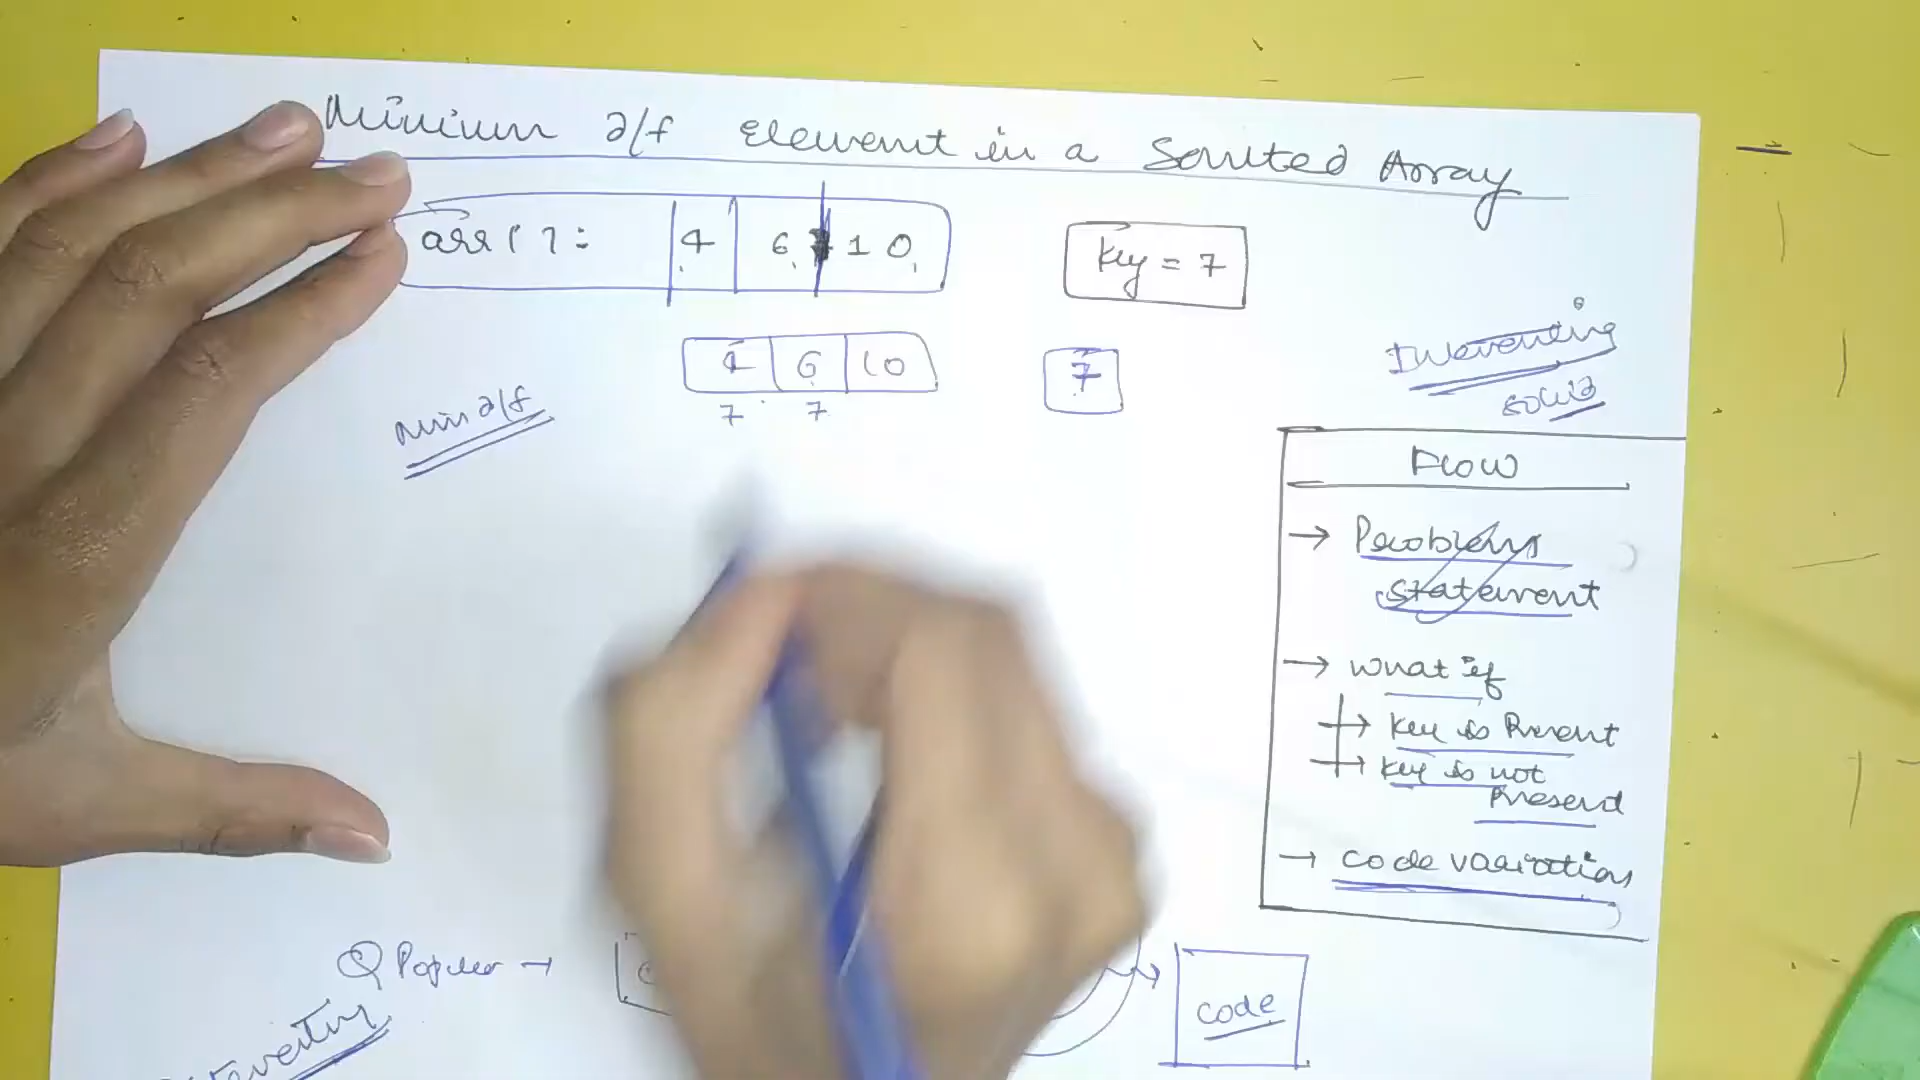 Minimum d/f Element in a Sorted Array
arr[]: 4 6 10
Key = 7
4 6 10
7
7 7
min d/f
Interesting
solid
Flow
→ Problem
Statement
→ what if
→ key is Present
→ key is not
Present
→ code variation
Q Popular →
code